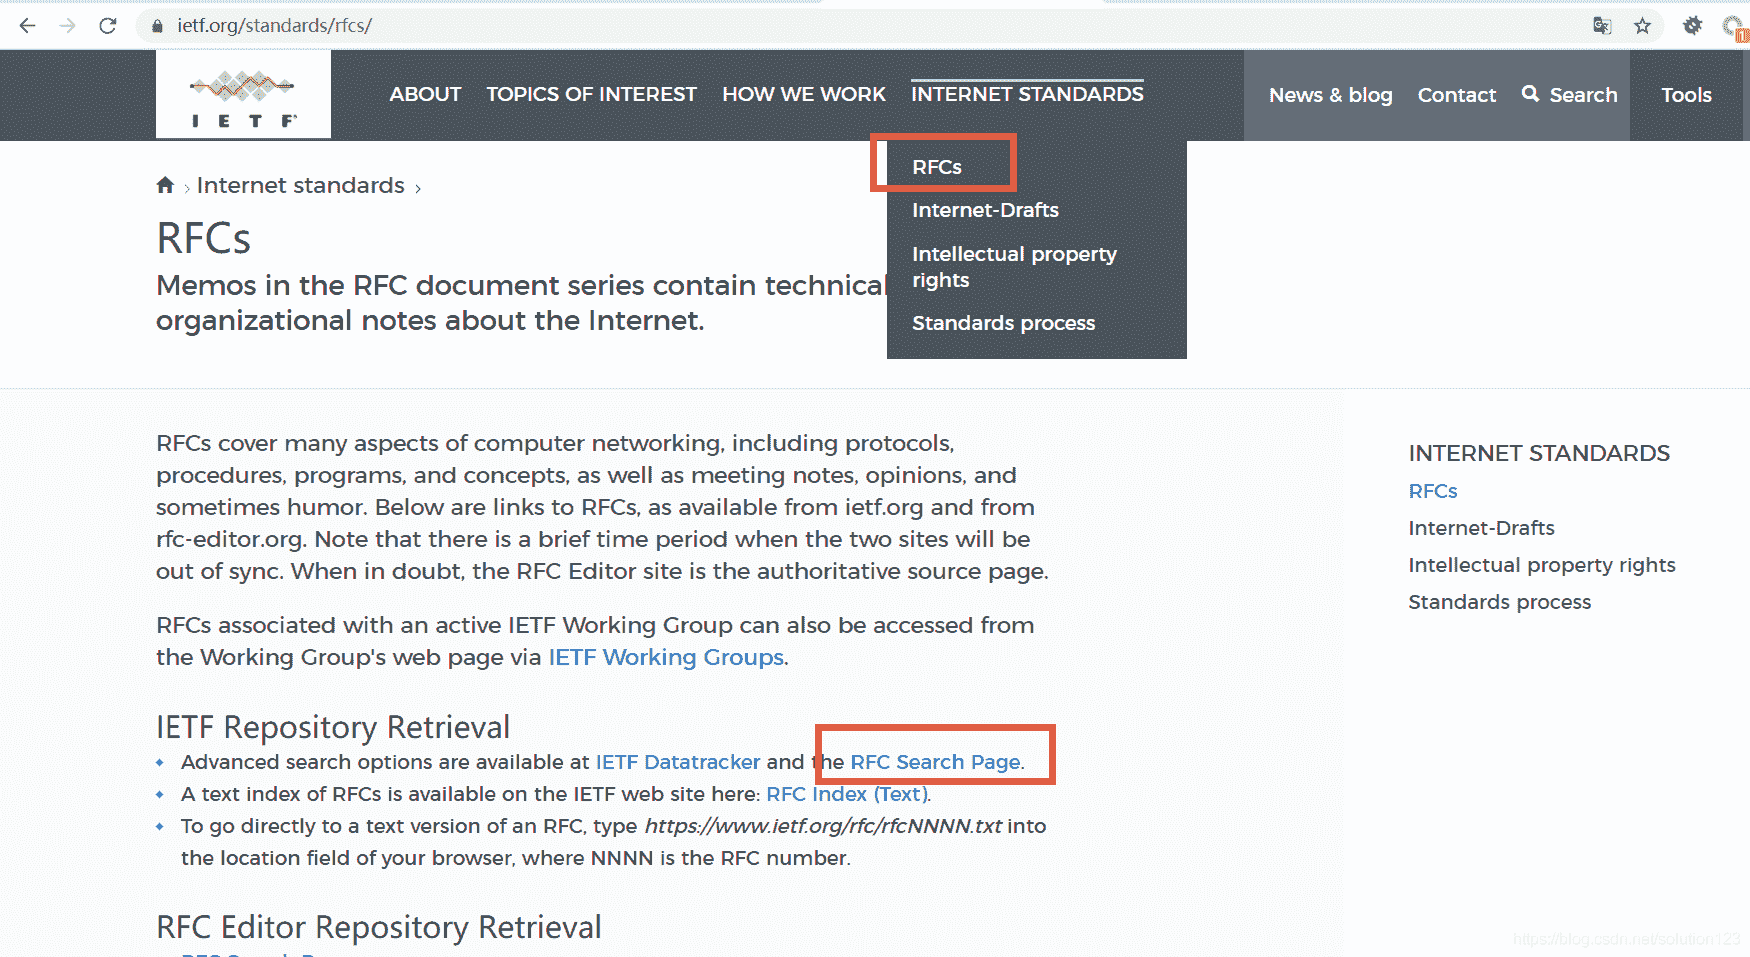 ietf.org/standards/rfcs/
IETF
ABOUT TOPICS OF INTEREST HOW WE WORK INTERNET STANDARDS News & blog Contact Search Tools
RFCs
Internet-Drafts
Intellectual property
rights
Standards process
Internet standards
RFCs
Memos in the RFC document series contain technical
organizational notes about the Internet.
RFCs cover many aspects of computer networking, including protocols,
procedures, programs, and concepts, as well as meeting notes, opinions, and
sometimes humor. Below are links to RFCs, as available from ietf.org and from
rfc-editor.org. Note that there is a brief time period when the two sites will be
out of sync. When in doubt, the RFC Editor site is the authoritative source page.
RFCs associated with an active IETF Working Group can also be accessed from
the Working Group's web page via IETF Working Groups.
IETF Repository Retrieval
Advanced search options are available at IETF Datatracker and the RFC Search Page.
A text index of RFCs is available on the IETF web site here: RFC Index (Text).
To go directly to a text version of an RFC, type https://www.ietf.org/rfc/rfcNNNN.txt into
the location field of your browser, where NNNN is the RFC number.
RFC Editor Repository Retrieval
INTERNET STANDARDS
RFCs
Internet-Drafts
Intellectual property rights
Standards process
https://blog.csdn.net/solution123